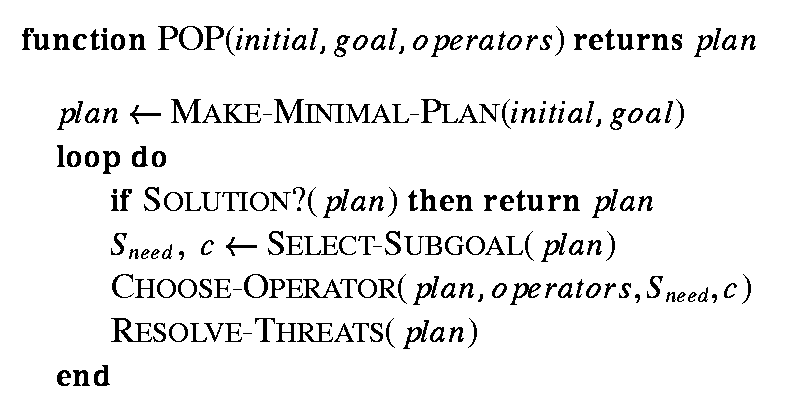 function POP(initial, goal, operators) returns plan
plan ← MAKE-MINIMAL-PLAN(initial, goal)
loop do
if SOLUTION?( plan) then return plan
S_need, c ← SELECT-SUBGOAL( plan)
CHOOSE-OPERATOR( plan, operators, S_need, c)
RESOLVE-THREATS( plan)
end